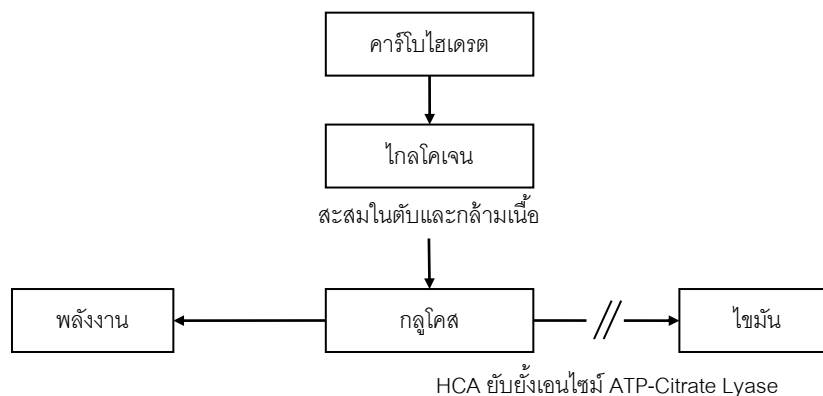 คาร์โบไฮเดรต
ไกลโคเจน
สะสมในตับและกล้ามเนื้อ
พลังงาน
กลูโคส
ไขมัน
HCA ยับยั้งเอนไซม์ ATP-Citrate Lyase